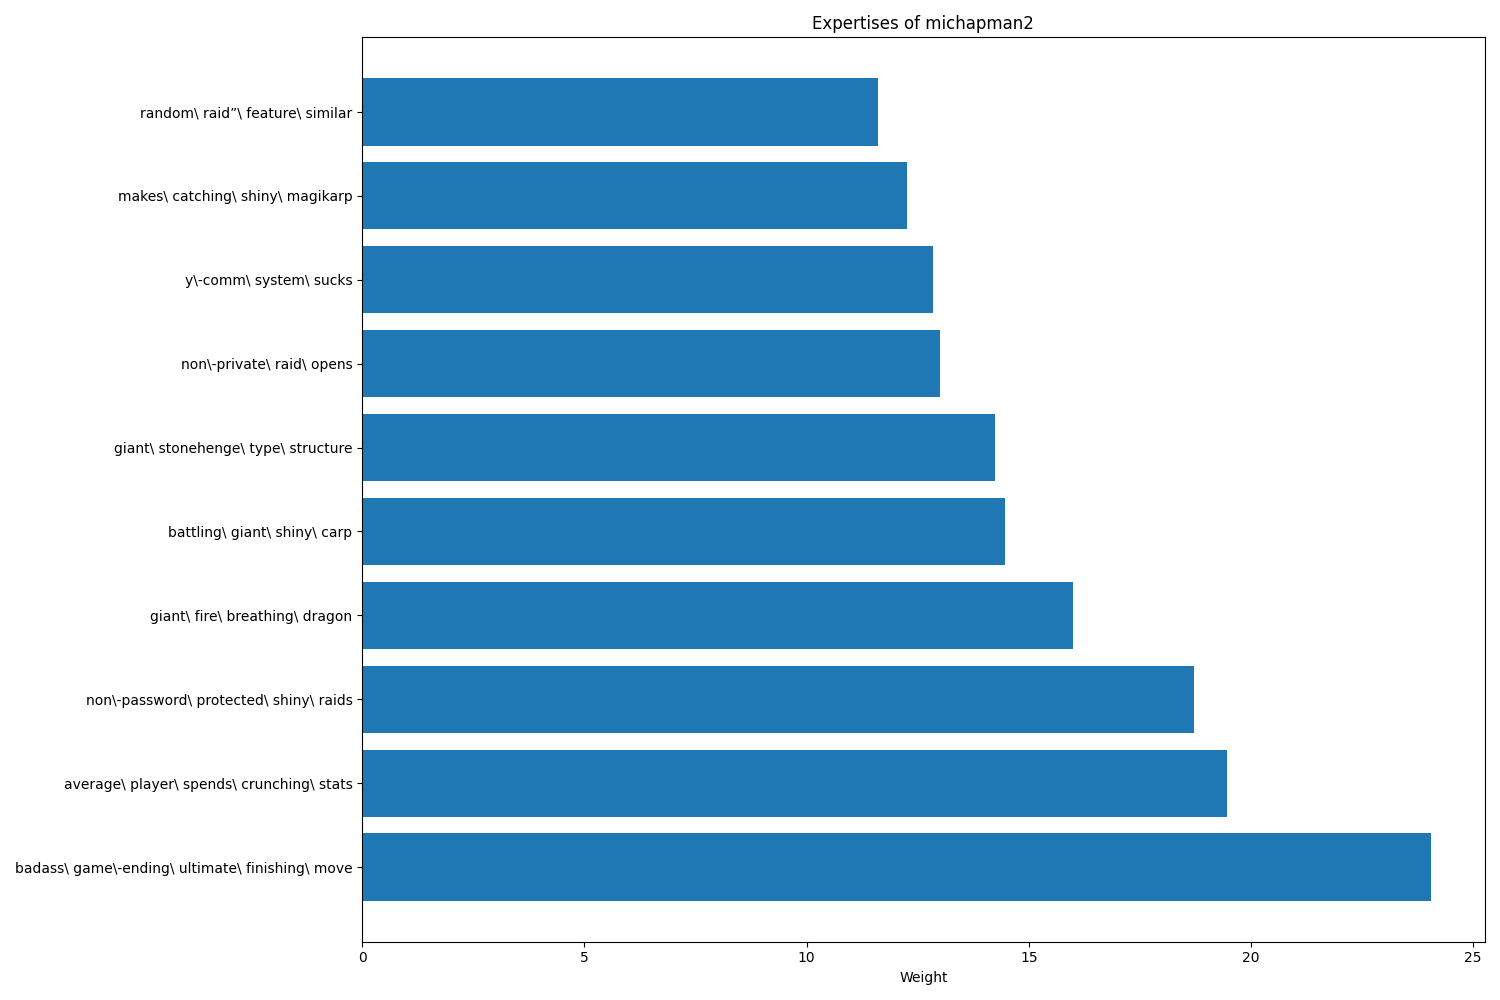 Expertises of michapman2
random\ raid”\ feature\ similar
makes\ catching\ shiny\ magikarp
y\-comm\ system\ sucks
non\-private\ raid\ opens
giant\ stonehenge\ type\ structure
battling\ giant\ shiny\ carp
giant\ fire\ breathing\ dragon
non\-password\ protected\ shiny\ raids
average\ player\ spends\ crunching\ stats
badass\ game\-ending\ ultimate\ finishing\ move
0 5 10 15 20 25
Weight